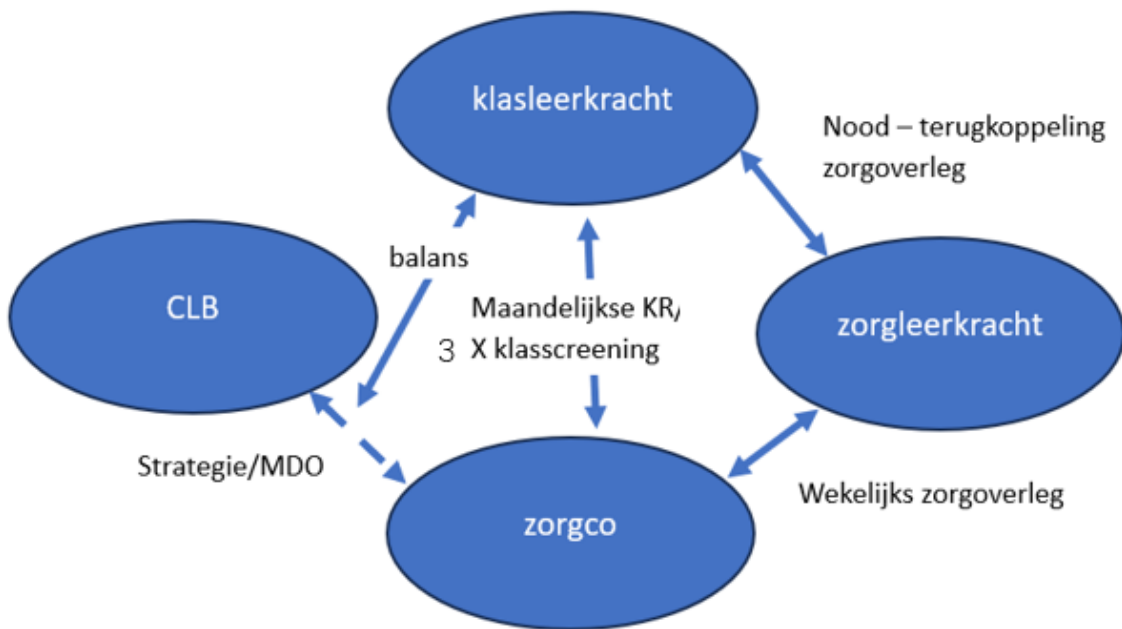 klasleerkracht
Nood – terugkoppeling
zorgoverleg
balans
CLB
Maandelijkse KR/
3 X klasscreening
zorgleerkracht
Strategie/MDO
Wekelijks zorgoverleg
zorgco